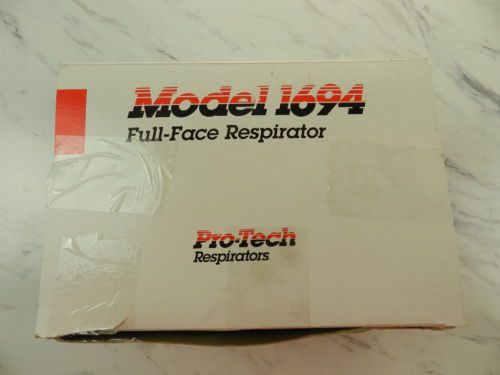 Model 1694
Full-Face Respirator
Pro-Tech
Respirators